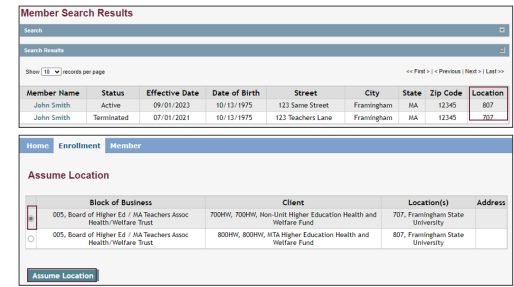 Member Search Results
Search
Search Results
Show 10 records per page
<< First > | < Previous | Next > | Last >>
Member Name Status Effective Date Date of Birth Street City State Zip Code Location
John Smith Active 09/01/2023 10/13/1975 123 Same Street Framingham MA 12345 807
John Smith Terminated 07/01/2021 10/13/1975 123 Teachers Lane Framingham MA 12345 707
Home Enrollment Member
Assume Location
Block of Business Client Location(s) Address
005, Board of Higher Ed / MA Teachers Assoc 700HW, 700HW, Non-Unit Higher Education Health and 707, Framingham State
Health/Welfare Trust Welfare Fund University
005, Board of Higher Ed / MA Teachers Assoc 800HW, 800HW, MTA Higher Education Health and 807, Framingham State
Health/Welfare Trust Welfare Fund University
Assume Location